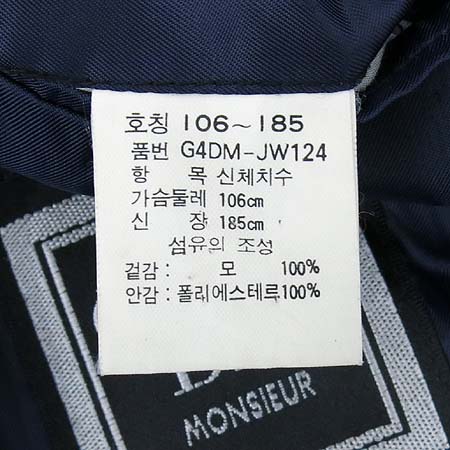 호칭 106~185
품번 G4DM-JW124
항 목 신체치수
가슴둘레 106cm
신 장 185cm
섬유의 조성
겉감: 모 100%
안감: 폴리에스테르100%
MONSIEUR